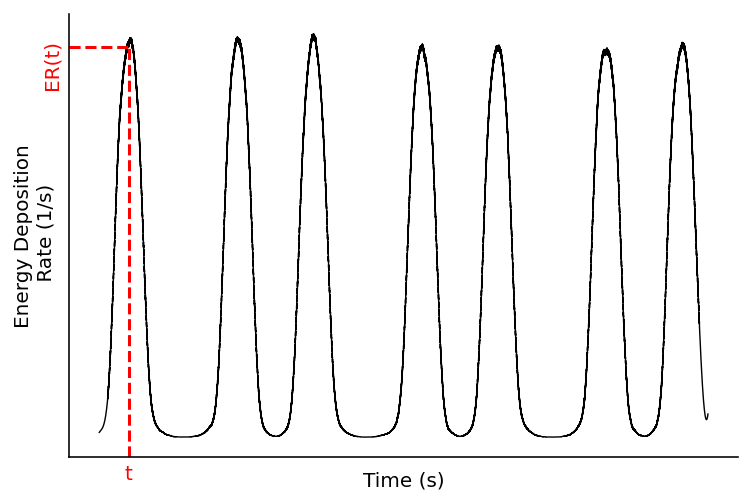 ER(t)
Energy Deposition
Rate (1/s)
t
Time (s)